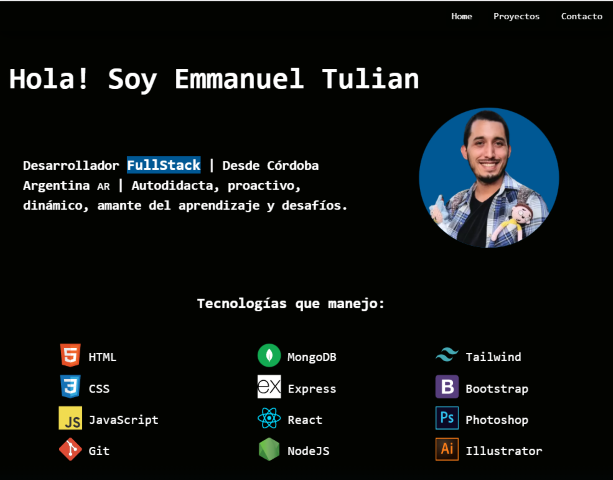 Home Proyectos Contacto
Hola! Soy Emmanuel Tulian
Desarrollador FullStack | Desde Córdoba
Argentina AR | Autodidacta, proactivo,
dinámico, amante del aprendizaje y desafíos.
Tecnologías que manejo:
5 HTML MongoDB Tailwind
3 CSS ex Express B Bootstrap
JS JavaScript React Ps Photoshop
Git NodeJS Ai Illustrator